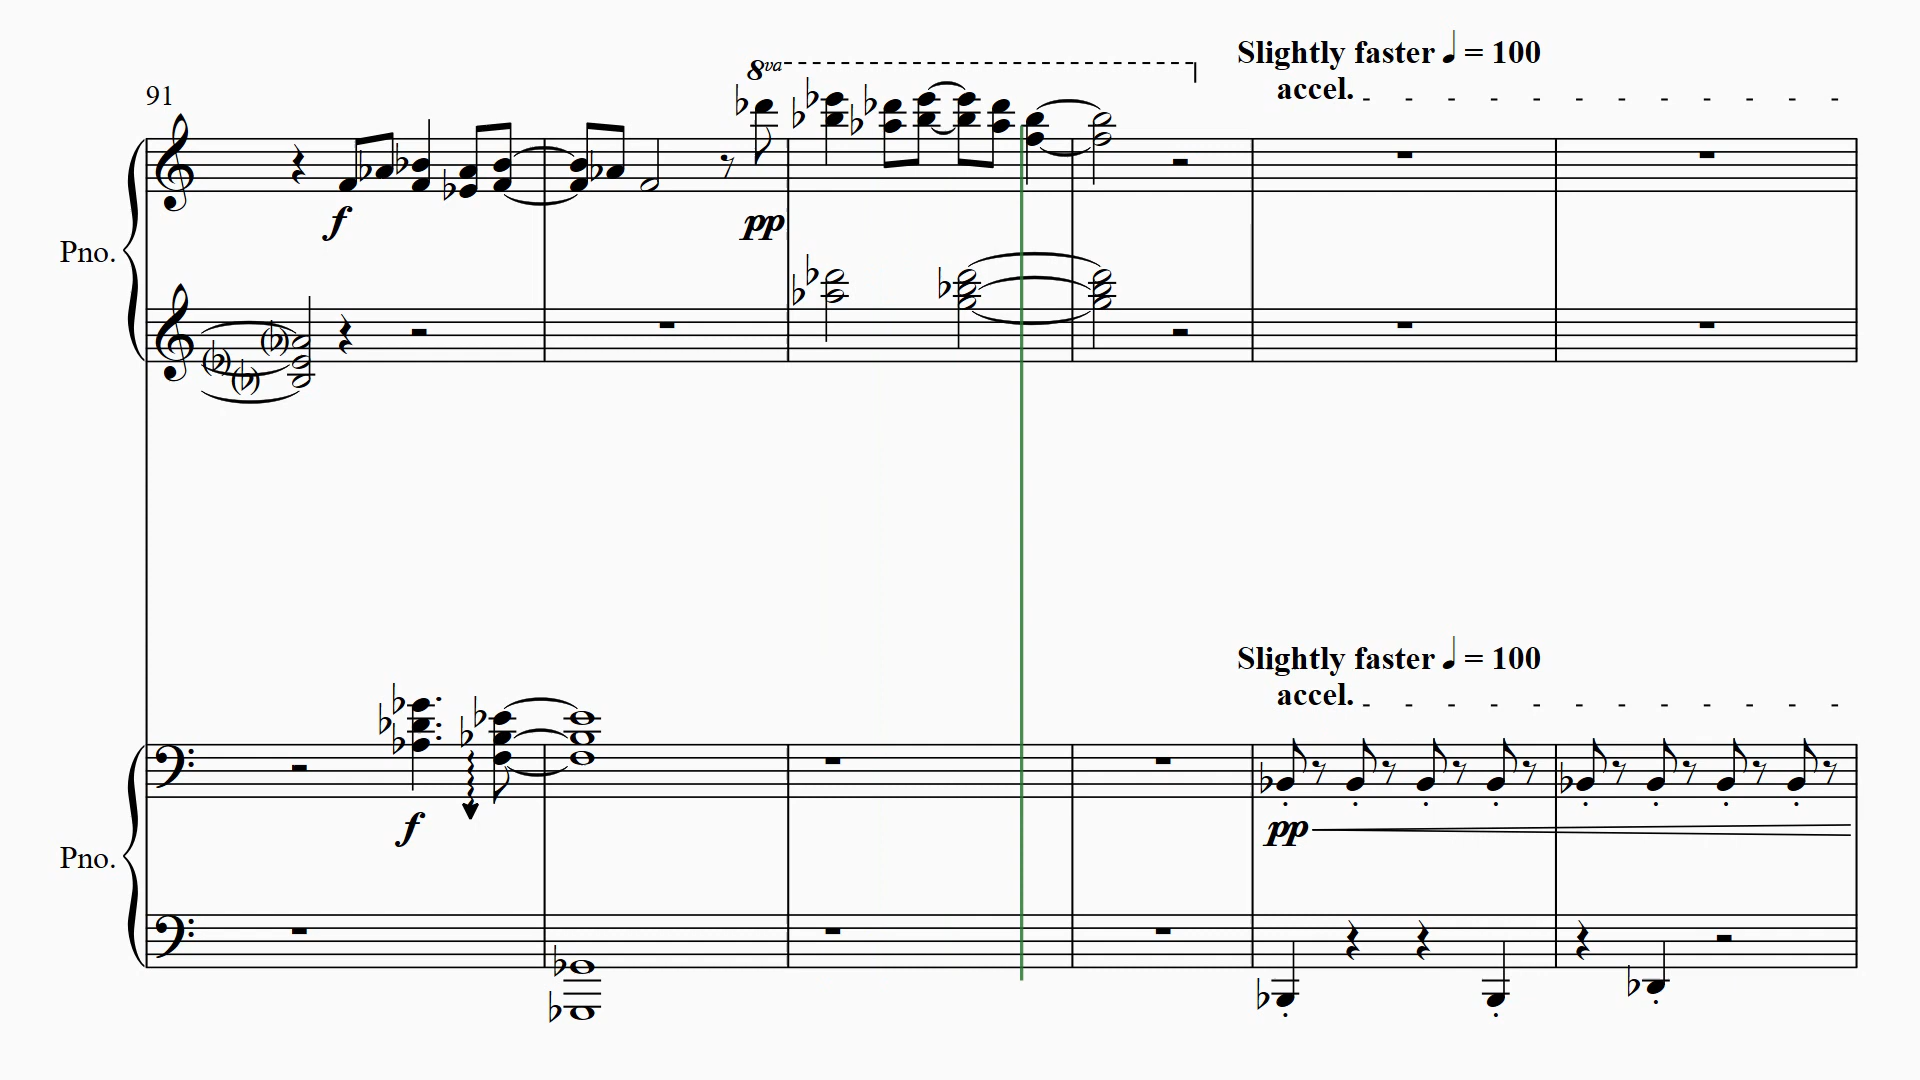 Slightly faster ♩ = 100
accel.
91
8va
f
pp
Pno.
Slightly faster ♩ = 100
accel.
f
pp
Pno.